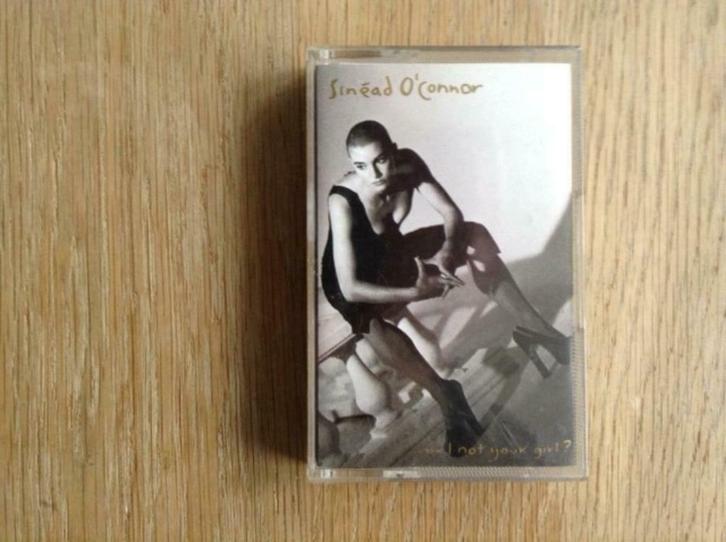 Sinéad O'Connor
I not your girl?